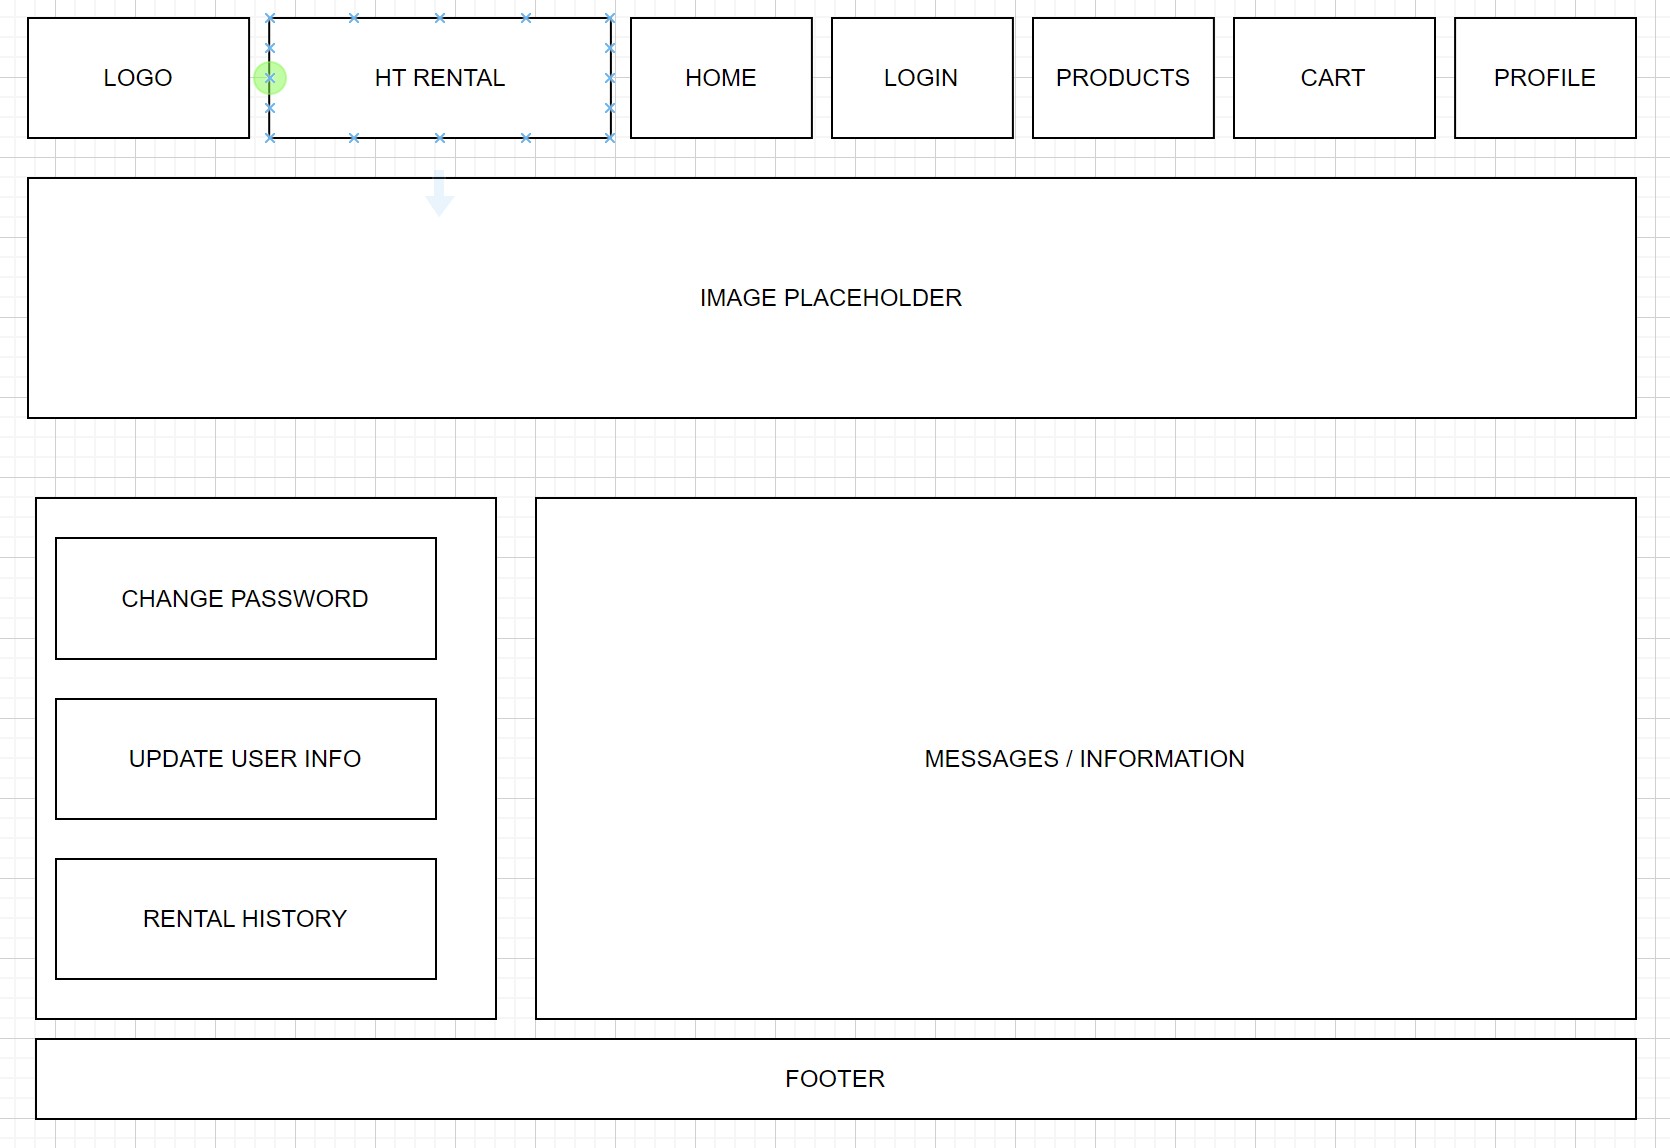 LOGO
HT RENTAL
HOME
LOGIN
PRODUCTS
CART
PROFILE
IMAGE PLACEHOLDER
CHANGE PASSWORD
UPDATE USER INFO
RENTAL HISTORY
MESSAGES / INFORMATION
FOOTER